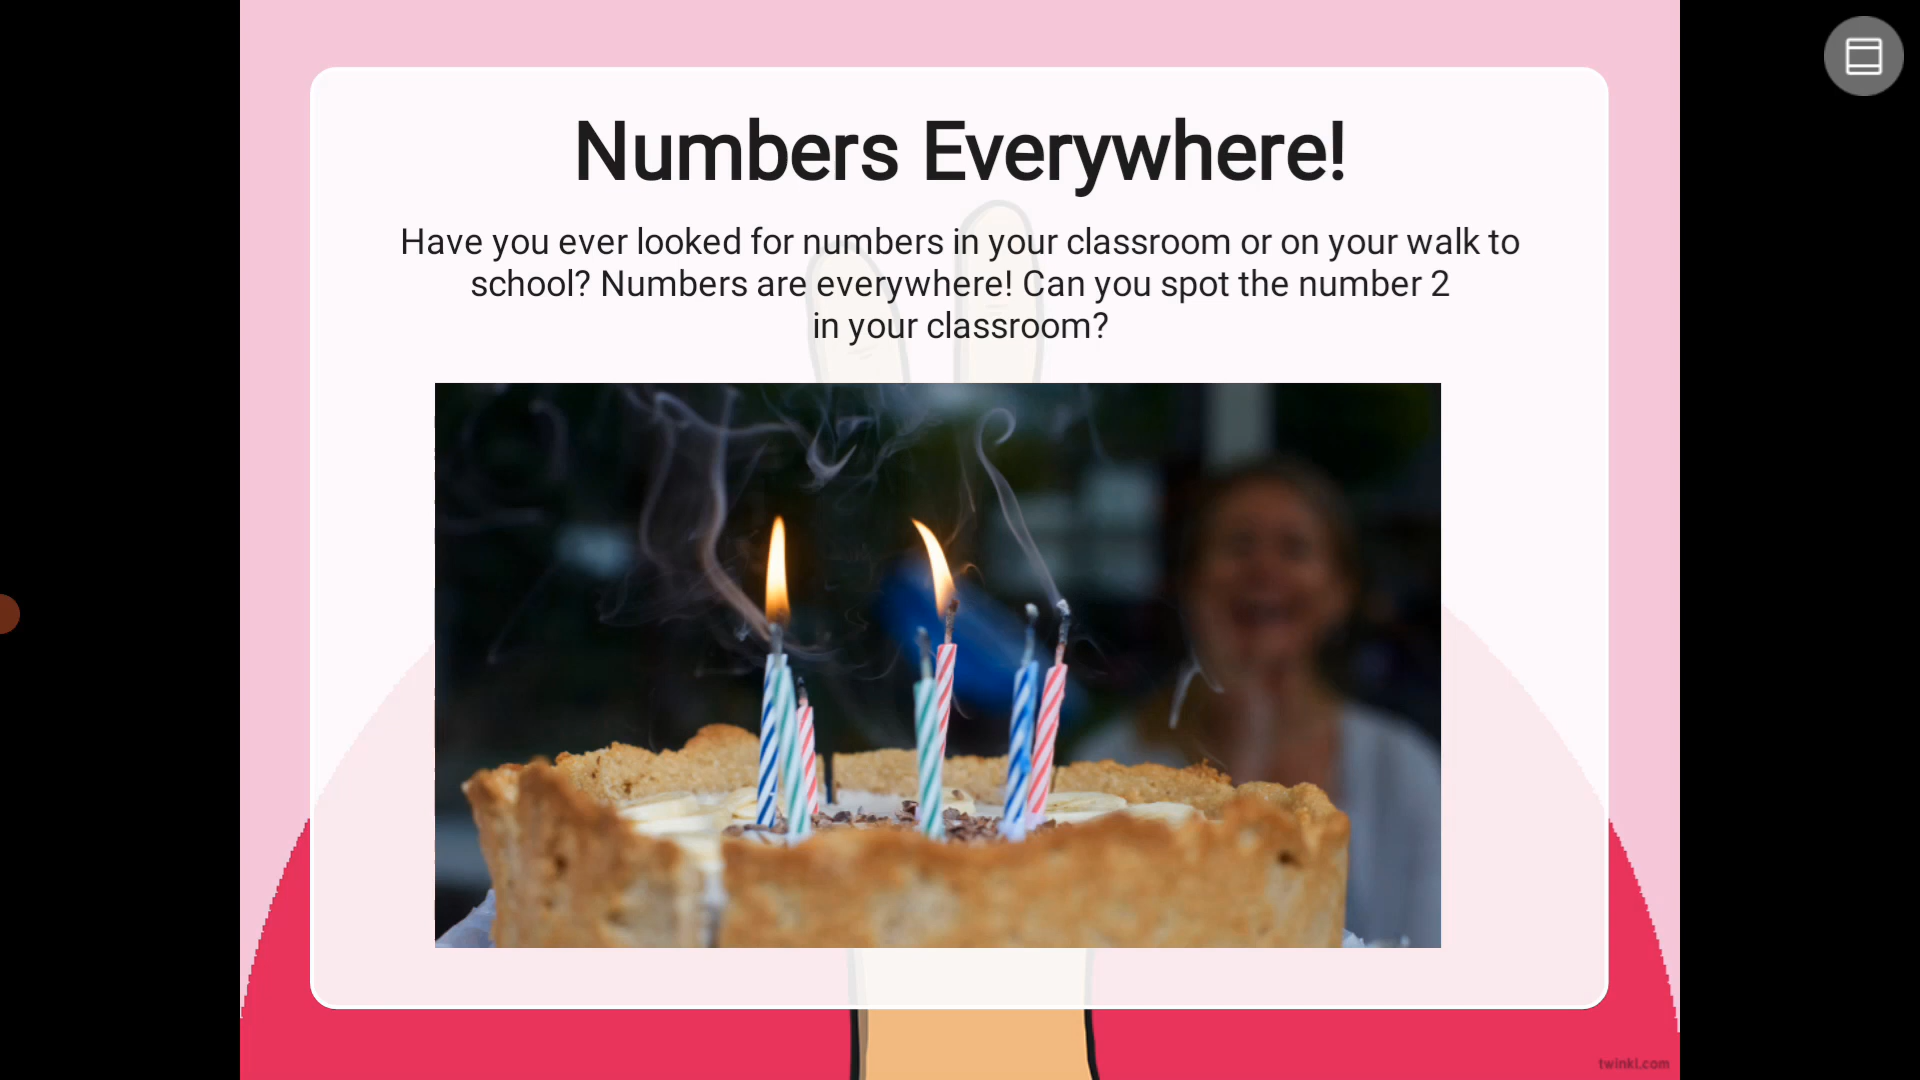 Numbers Everywhere!
Have you ever looked for numbers in your classroom or on your walk to
school? Numbers are everywhere! Can you spot the number 2
in your classroom?
twinkl.com